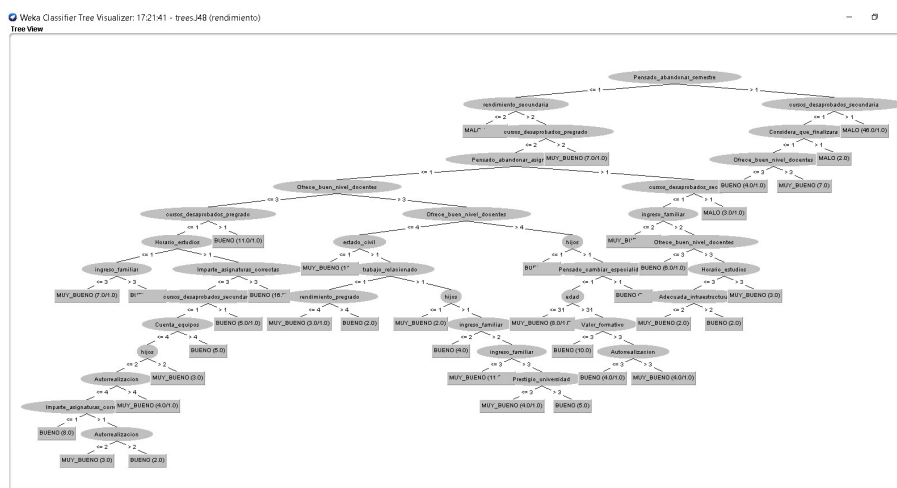 Weka Classifier Tree Visualizer: 17:21:41 - trees.J48 (rendimiento)
Tree View
Pensado_abandonar_semestre
<= 1 > 1
rendimiento_secundaria cursos_desaprobados_secundaria
<= 2 > 2 <= 1 > 1
cursos_desaprobados_pregrado Considera_que_finalizara MALO (46.0/1.0)
<= 2 > 2 <= 1 > 1
Pensado_abandonar_asig MUY_BUENO (7.0/1.0) Ofrece_buen_nivel_docentes MALO (2.0)
<= 1 > 1 <= 3 > 3
Ofrece_buen_nivel_docentes cursos_desaprobados_sec BUENO (4.0/1.0) MUY_BUENO (7.0)
<= 3 > 3 <= 1 > 1
cursos_desaprobados_pregrado Ofrece_buen_nivel_docentes ingreso_familiar MALO (3.0/1.0)
<= 1 > 1 <= 4 > 4 <= 2 > 2
Horario_estudios BUENO (11.0/1.0) estado_civil hijos Ofrece_buen_nivel_docentes
<= 1 > 1 <= 1 > 1 <= 1 > 1 <= 3 > 3
ingreso_familiar Imparte_asignaturas_correctas trabajo_relacionado Pensado_cambiar_especiali BUENO (6.0/1.0) Horario_estudios
<= 3 > 3 <= 3 > 3 <= 1 > 1 <= 1 > 1 <= 1 > 1
MUY_BUENO (7.0/1.0) cursos_desaprobados_secundar rendimiento_pregrado hijos edad Adecuada_infraestructu MUY_BUENO (3.0)
<= 1 > 1 <= 3 > 3 <= 1 > 1 <= 31 > 31 <= 2 > 2
Cuenta_equipos BUENO (5.0/1.0) MUY_BUENO (3.0/1.0) BUENO (2.0) MUY_BUENO (2.0) ingreso_familiar Valor_formativo MUY_BUENO (2.0) BUENO (2.0)
<= 4 > 4 <= 2 > 2 <= 3 > 3
hijos BUENO (5.0) BUENO (4.0) ingreso_familiar BUENO (10.0) Autorrealizacion
<= 2 > 2 <= 3 > 3 <= 3 > 3
Autorrealizacion MUY_BUENO (3.0) Prestigio_universidad BUENO (4.0/1.0) MUY_BUENO (4.0/1.0)
<= 4 > 4 <= 3 > 3
MUY_BUENO (4.0/1.0) MUY_BUENO (4.0/1.0) BUENO (5.0)
<= 1 > 1
BUENO (8.0) Autorrealizacion
<= 2 > 2
MUY_BUENO (3.0) BUENO (2.0)